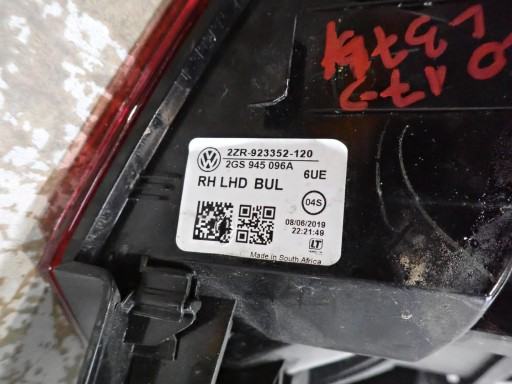 2ZR-923352-120
2GS 945 096A
6UE
RH LHD BUL
04S
08/06/2019
22:21:49
LT
Made in South Africa